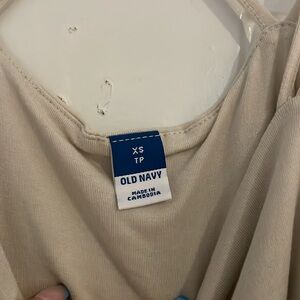 XS
TP
OLD NAVY
MADE IN
CAMBODIA